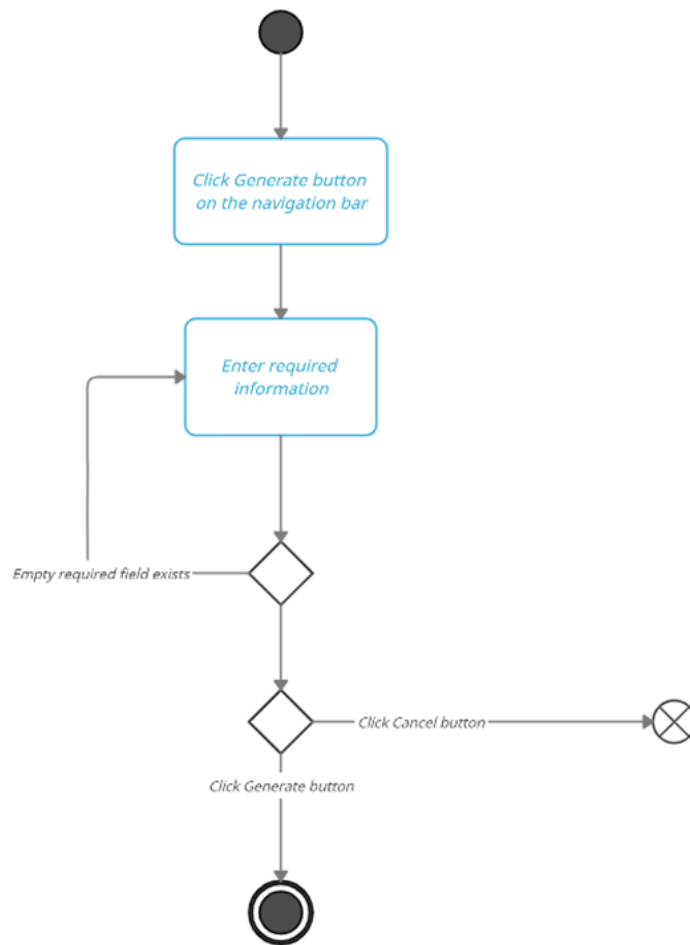 Click Generate button
on the navigation bar
Enter required
information
Empty required field exists
Click Cancel button
Click Generate button